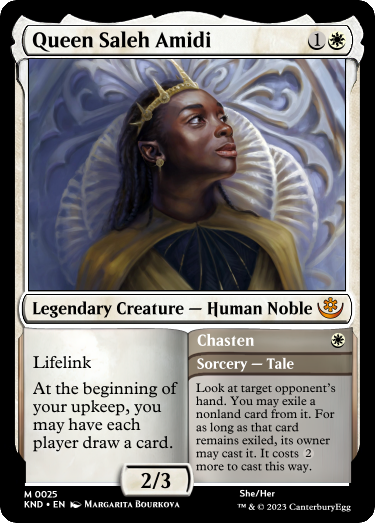 Queen Saleh Amidi 1
Legendary Creature — Human Noble
Lifelink
At the beginning of
your upkeep, you
may have each
player draw a card.
Chasten
Sorcery — Tale
Look at target opponent's
hand. You may exile a
nonland card from it. For
as long as that card
remains exiled, its owner
may cast it. It costs 2
more to cast this way.
2/3
M 0025
KND • EN MARGARITA BOURKOVA
She/Her
™ & © 2023 CanterburyEgg